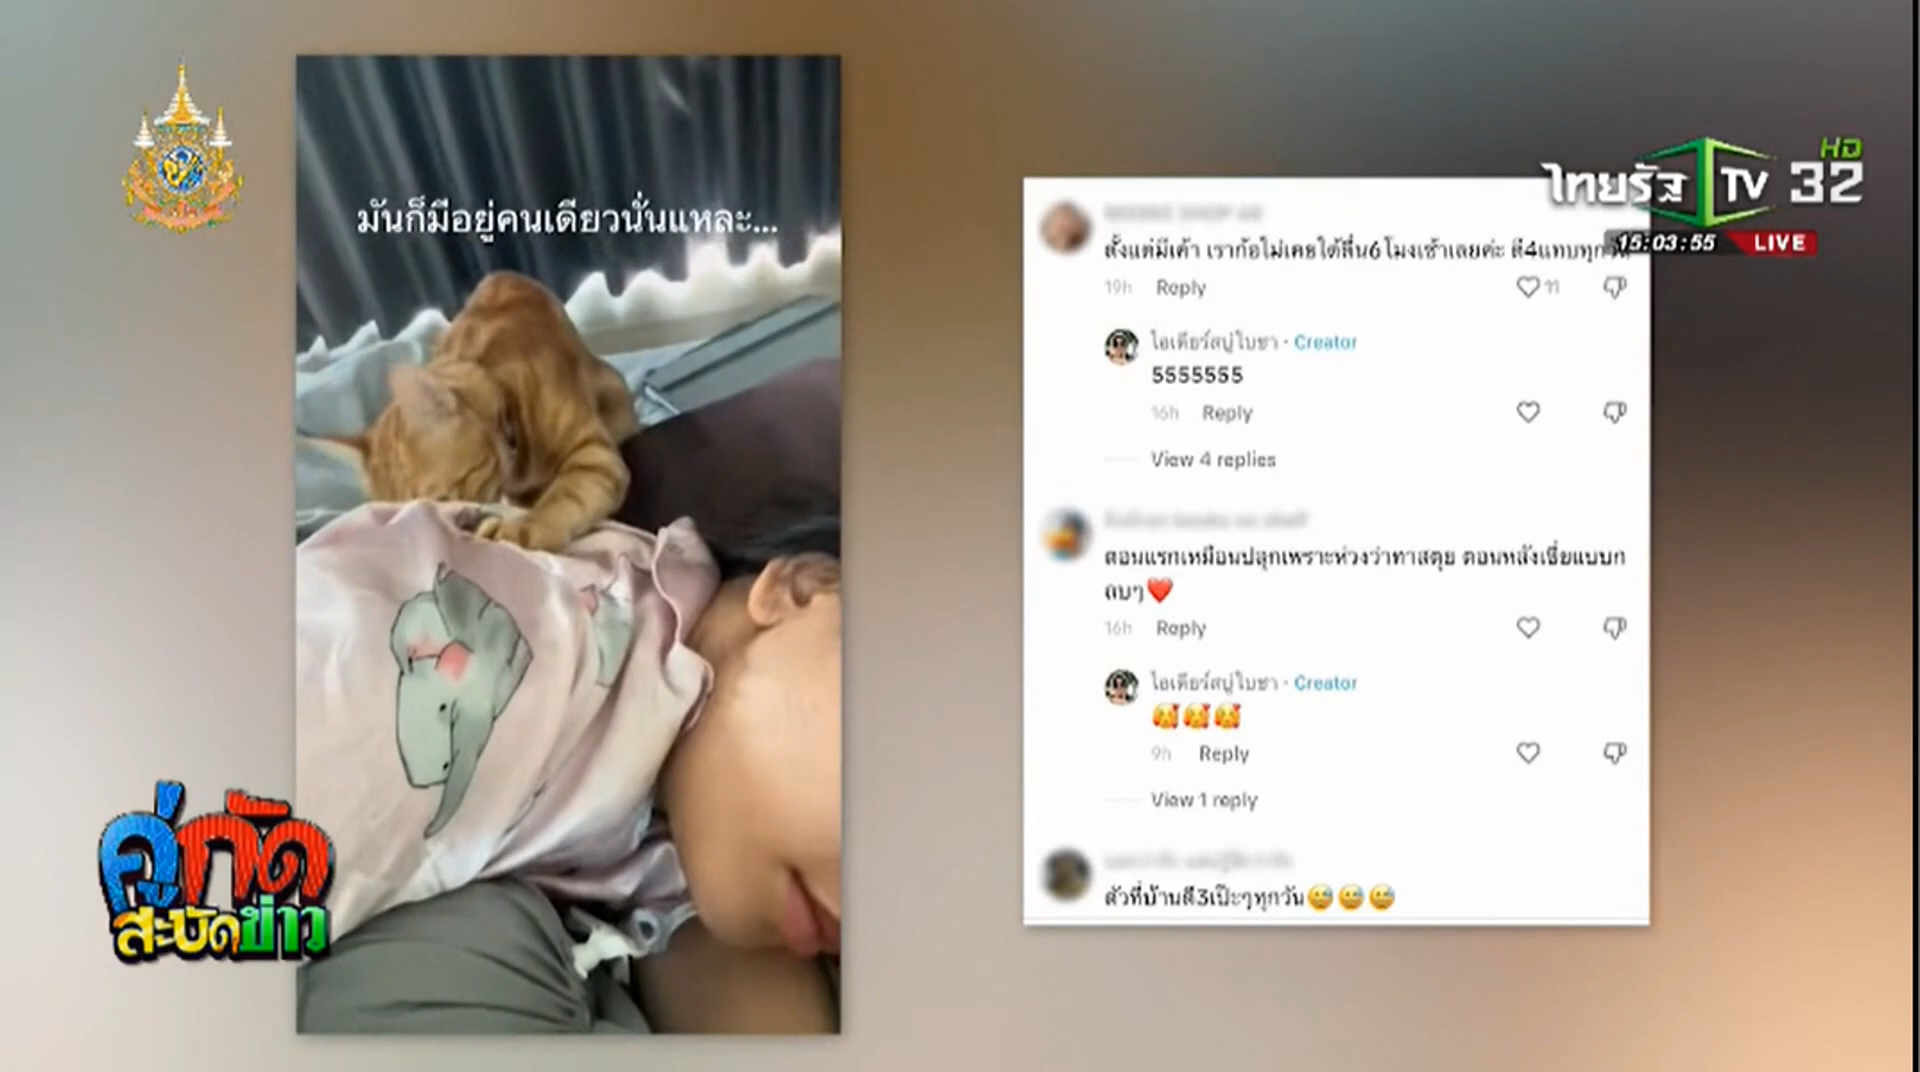 มันก็มีอยู่คนเดียวนั่นแหละ...
ไทยรัฐ TV 32
HD
15:03:55 LIVE
ตั้งแต่มีเค้า เราก้อไม่เคยได้ตื่น6โมงเช้าเลยค่ะ ตี4แทบทุก
19h Reply 11
ไอเดียร์สบู่ใบชา · Creator
5555555
16h Reply
View 4 replies
ตอนแรกเหมือนปลุกเพราะห่วงว่าทาสตุย ตอนหลังเชี่ยแบบก
ลบๆ❤️
16h Reply
ไอเดียร์สบู่ใบชา · Creator
🥰🥰🥰
9h Reply
View 1 reply
ตัวที่บ้านตี3เป๊ะๆทุกวัน😅😅😅
คู่กัด
สะบัดข่าว